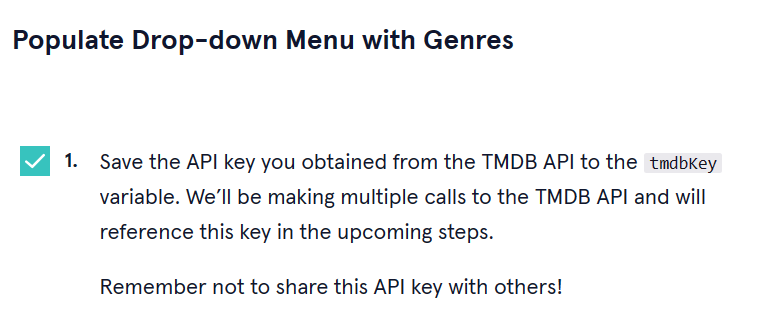 Populate Drop-down Menu with Genres
1. Save the API key you obtained from the TMDB API to the tmdbKey
variable. We’ll be making multiple calls to the TMDB API and will
reference this key in the upcoming steps.
Remember not to share this API key with others!